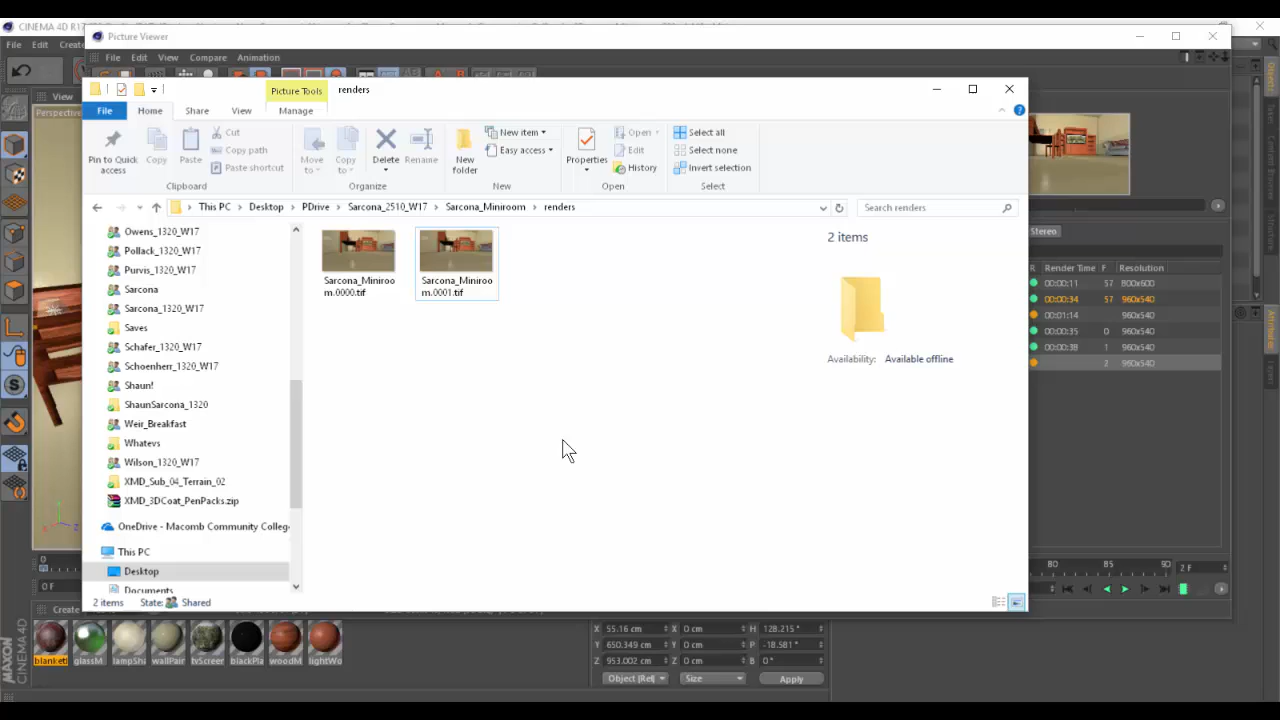 CINEMA 4D R17
File Edit Create
Picture Viewer
File Edit View Compare Animation
View
Perspective
Picture Tools
renders
File Home Share View Manage
Pin to Quick access
Copy
Paste
Cut
Copy path
Paste shortcut
Clipboard
Move to
Copy to
Delete
Rename
Organize
New folder
New item
Easy access
New
Properties
Open
Edit
History
Open
Select all
Select none
Invert selection
Select
This PC Desktop PDrive Sarcona_2510_W17 Sarcona_Miniroom renders
Search renders
Owens_1320_W17
Pollack_1320_W17
Purvis_1320_W17
Sarcona
Sarcona_1320_W17
Saves
Schafer_1320_W17
Schoenherr_1320_W17
Shaun!
ShaunSarcona_1320
Weir_Breakfast
Whatevs
Wilson_1320_W17
XMD_Sub_04_Terrain_02
XMD_3DCoat_PenPacks.zip
OneDrive - Macomb Community Colleg
This PC
Desktop
Documents
Sarcona_Miniroo
m.0000.tif
Sarcona_Miniroo
m.0001.tif
2 items
Availability: Available offline
2 items State: Shared
Stereo
R Render Time F Resolution
00:00:11 57 800x600
00:00:34 57 960x540
00:01:14 960x540
00:00:35 0 960x540
00:00:38 1 960x540
2 960x540
0
0 F
80 85 90
2 F
Create
blanket
glassM
lampSha
wallPain
tvScreer
blackPla
woodM
lightWo
MAXON
CINEMA 4D
X 55.16 cm X 0 cm H 128.215 °
Y 650.349 cm Y 0 cm P -18.581 °
Z 953.002 cm Z 0 cm B 0 °
Object (Rel) Size Apply